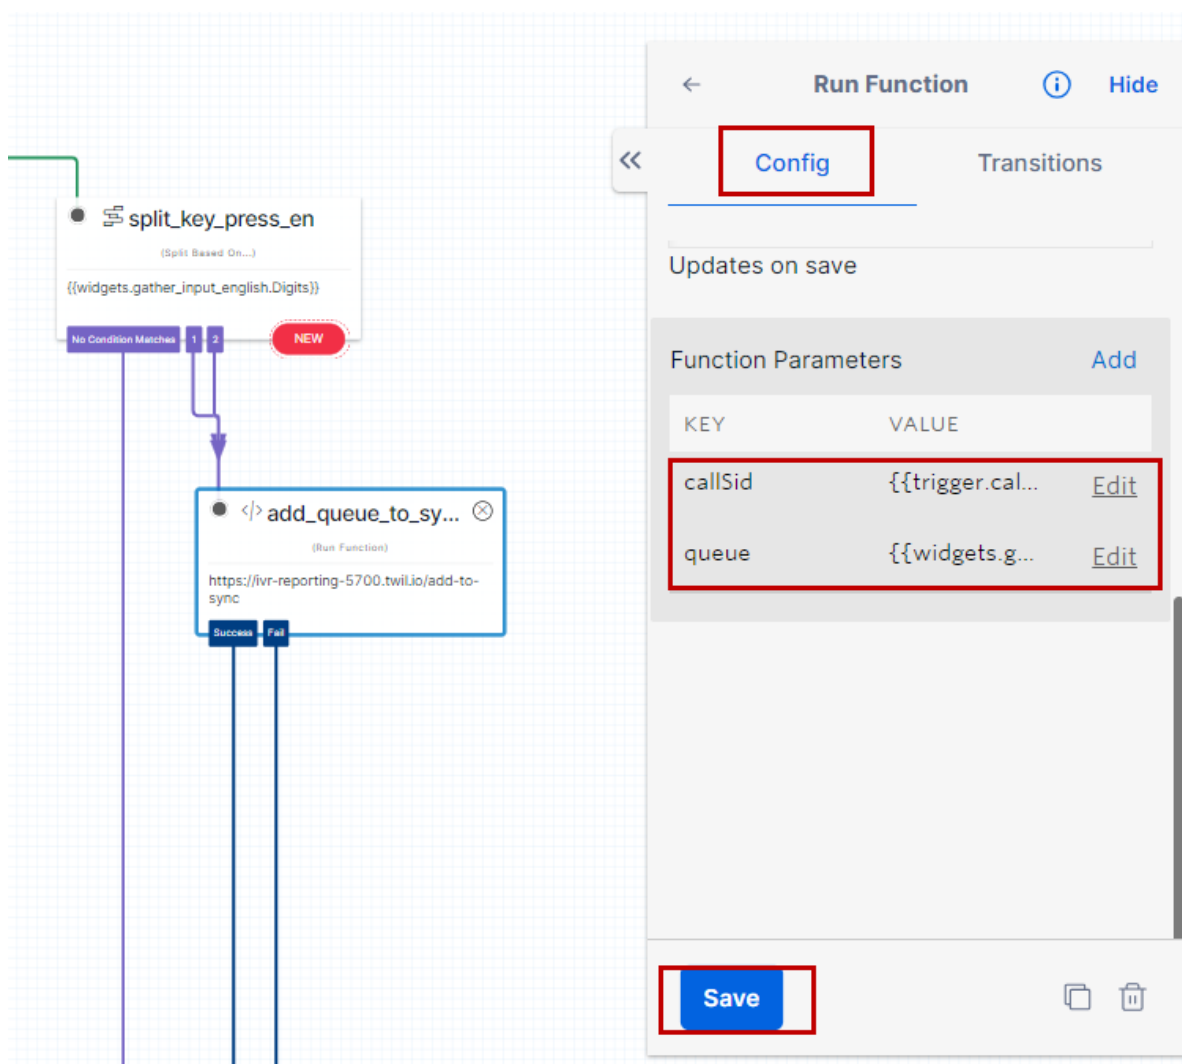 split_key_press_en
(Split Based On...)
{{widgets.gather_input_english.Digits}}
No Condition Matches 1 2 NEW
</> add_queue_to_sy...
(Run Function)
https://ivr-reporting-5700.twil.io/add-to-
sync
Success Fail
Run Function Hide
Config Transitions
Updates on save
Function Parameters Add
KEY VALUE
callSid {{trigger.cal... Edit
queue {{widgets.g... Edit
Save